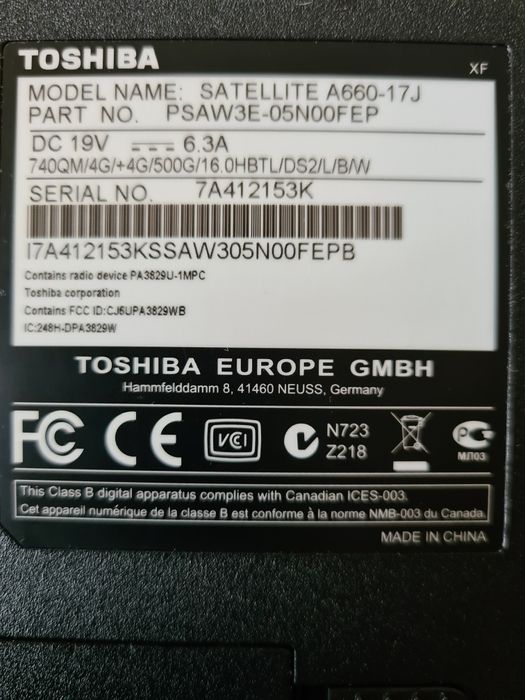 TOSHIBA
XF
MODEL NAME: SATELLITE A660-17J
PART NO. PSAW3E-05N00FEP
DC 19V 6.3A
740QM/4G/+4G/500G/16.0HBTL/DS2/L/B/W
SERIAL NO. 7A412153K
I7A412153KSSAW305N00FEPB
Contains radio device PA3829U-1MPC
Toshiba corporation
Contains FCC ID:CJ6UPA3829WB
IC:248H-DPA3829W
TOSHIBA EUROPE GMBH
Hammfelddamm 8, 41460 NEUSS, Germany
FC CE VCI N723
Z218
МЛ03
This Class B digital apparatus complies with Canadian ICES-003.
Cet appareil numérique de la classe B est conforme à la norme NMB-003 du Canada.
MADE IN CHINA